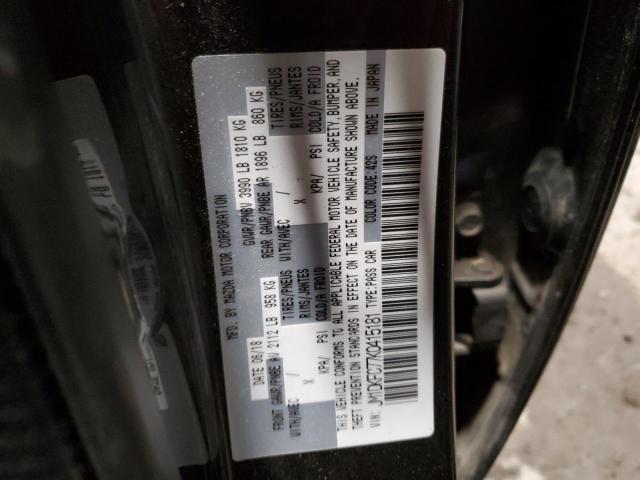 MFD. BY MAZDA MOTOR CORPORATION
DATE 06/18 GVWR/PNBV 3990 LB 1810 KG
FRONT GAWR/PNBE AV 2112 LB 958 KG REAR GAWR/PNBE AR 1896 LB 860 KG
WITH/AVEC TIRES/PNEUS WITH/AVEC TIRES/PNEUS
X / RIMS/JANTES X / RIMS/JANTES
KPA/ PSI COLD/A FROID KPA/ PSI COLD/A FROID
THIS VEHICLE CONFORMS TO ALL APPLICABLE FEDERAL MOTOR VEHICLE SAFETY, BUMPER, AND
THEFT PREVENTION STANDARDS IN EFFECT ON THE DATE OF MANUFACTURE SHOWN ABOVE.
VIN: JM1DKFC77K0415181 TYPE:PASS CAR COLOR CODE:42S MADE IN JAPAN